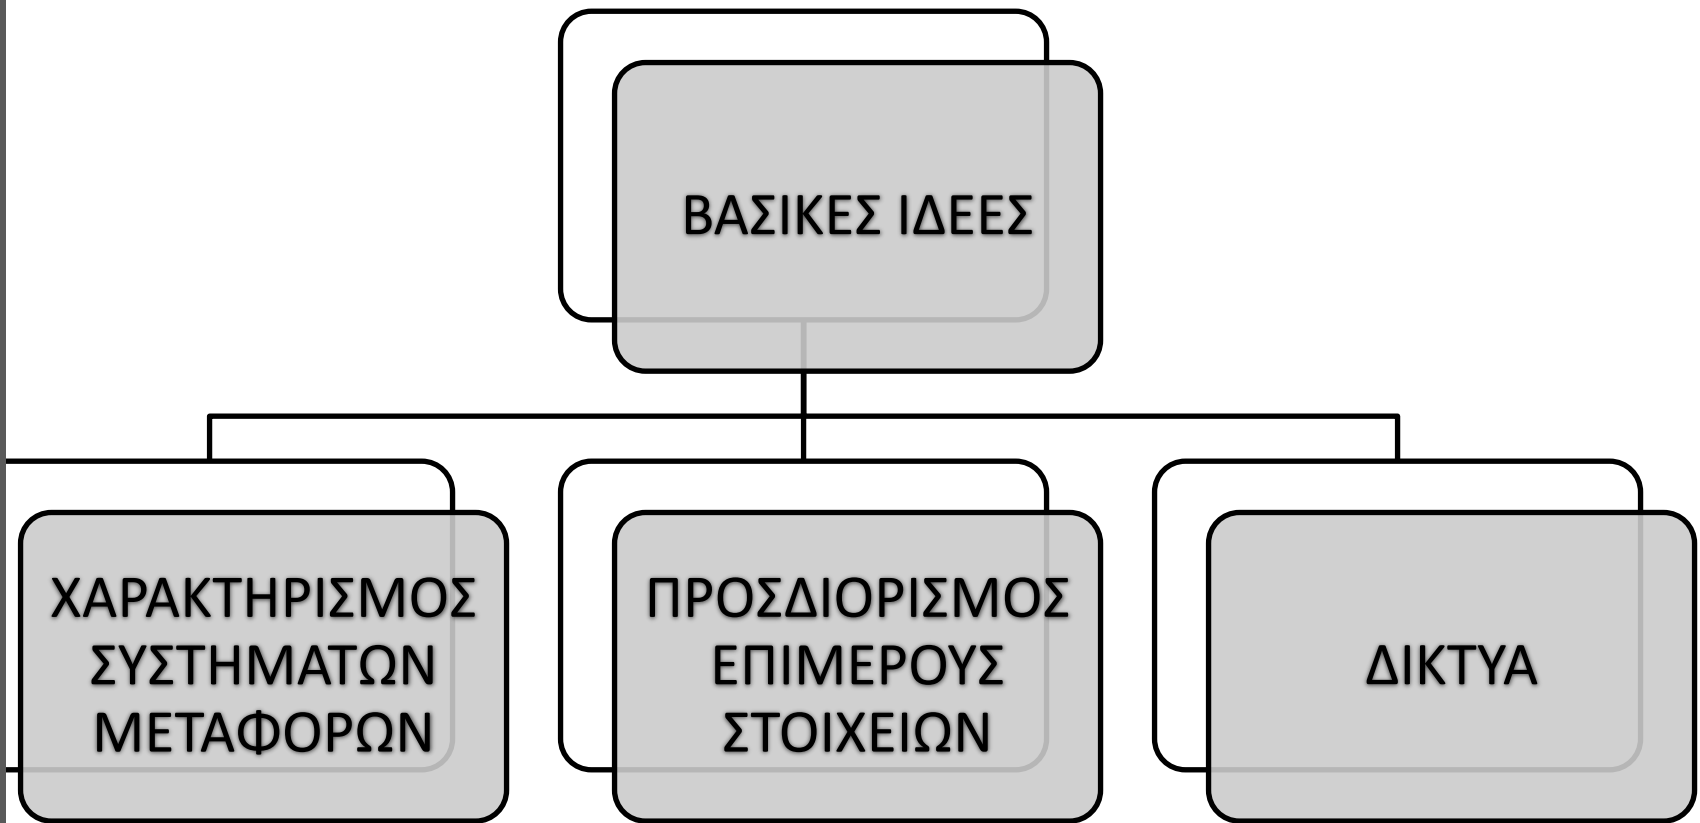 ΒΑΣΙΚΕΣ ΙΔΕΕΣ
ΧΑΡΑΚΤΗΡΙΣΜΟΣ
ΣΥΣΤΗΜΑΤΩΝ
ΜΕΤΑΦΟΡΩΝ
ΠΡΟΣΔΙΟΡΙΣΜΟΣ
ΕΠΙΜΕΡΟΥΣ
ΣΤΟΙΧΕΙΩΝ
ΔΙΚΤΥΑ